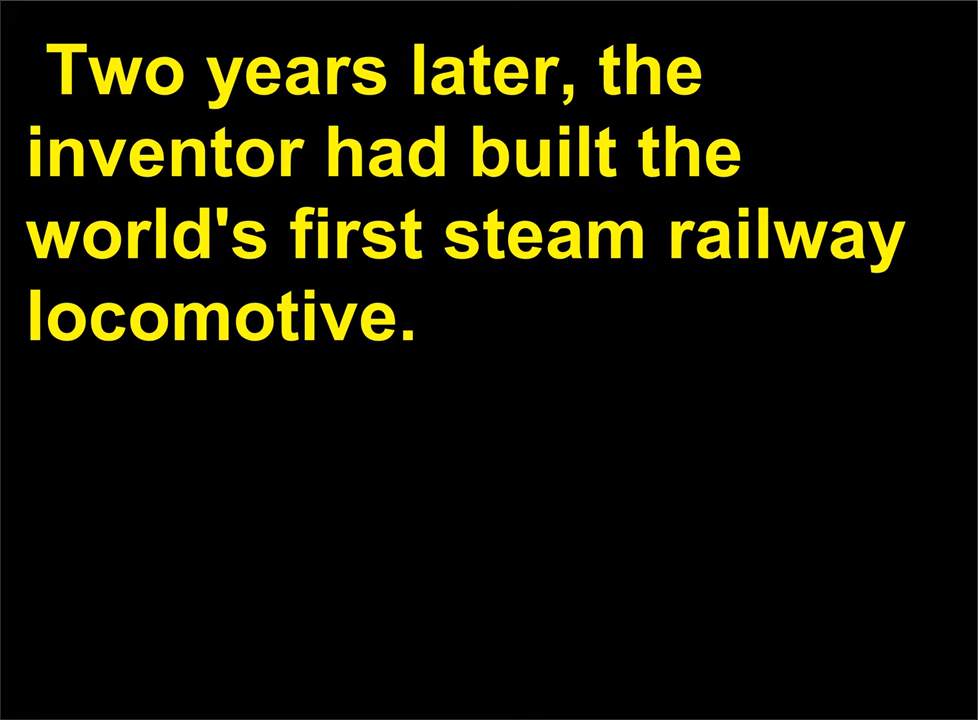 Two years later, the
inventor had built the
world's first steam railway
locomotive.